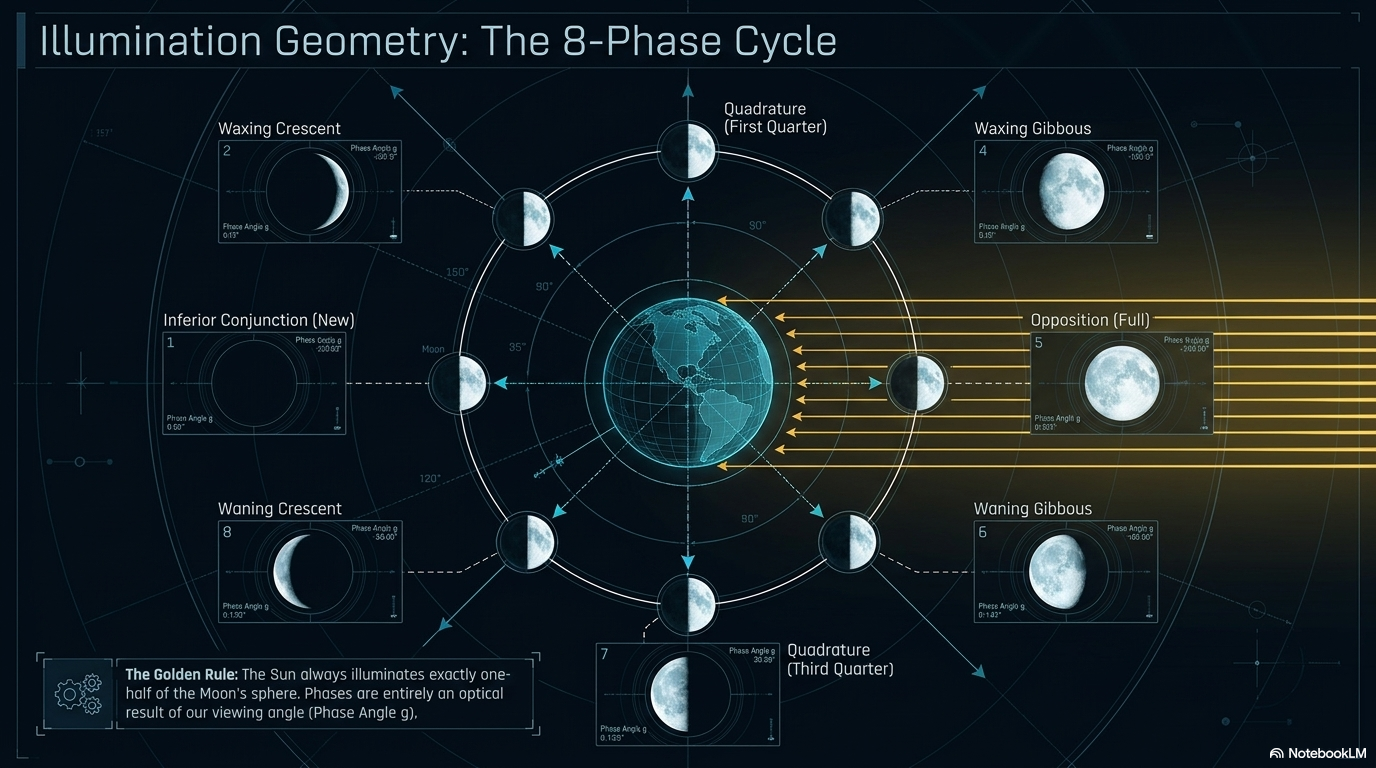 Illumination Geometry: The 8-Phase Cycle
Quadrature
(First Quarter)
Waxing Crescent
2
Phase Angle g
Waxing Gibbous
4
90°
150°
90°
Inferior Conjunction (New)
1
Moon
35°
Opposition (Full)
5
120°
90°
Waning Crescent
8
Phase Angle g
Waning Gibbous
6
Phase Angle g
7
Phase Angle g
Quadrature
(Third Quarter)
The Golden Rule: The Sun always illuminates exactly one-
half of the Moon's sphere. Phases are entirely an optical
result of our viewing angle (Phase Angle g),
NotebookLM